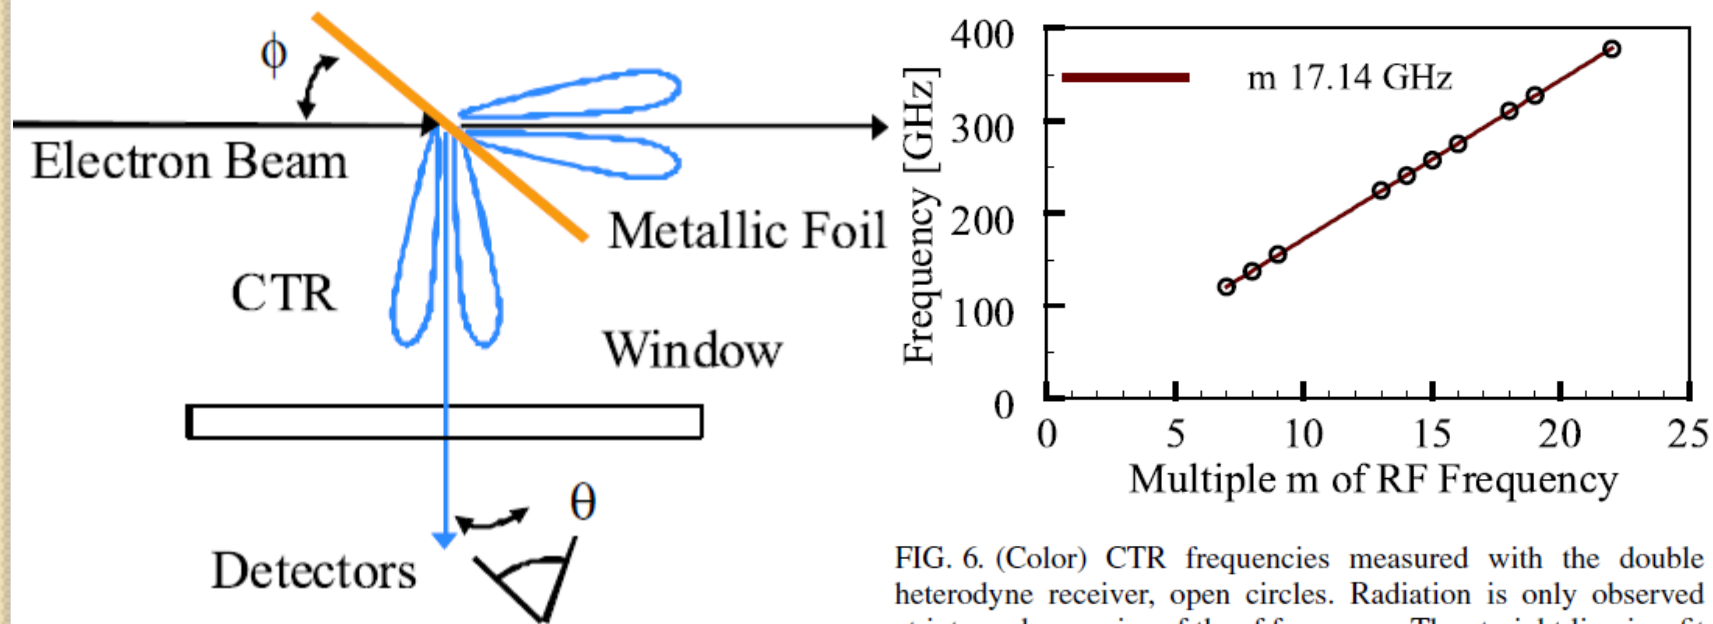 ϕ
Electron Beam
Metallic Foil
CTR
Window
θ
Detectors
400
300
200
100
0
Frequency [GHz]
m 17.14 GHz
0 5 10 15 20 25
Multiple m of RF Frequency
FIG. 6. (Color) CTR frequencies measured with the double
heterodyne receiver, open circles. Radiation is only observed